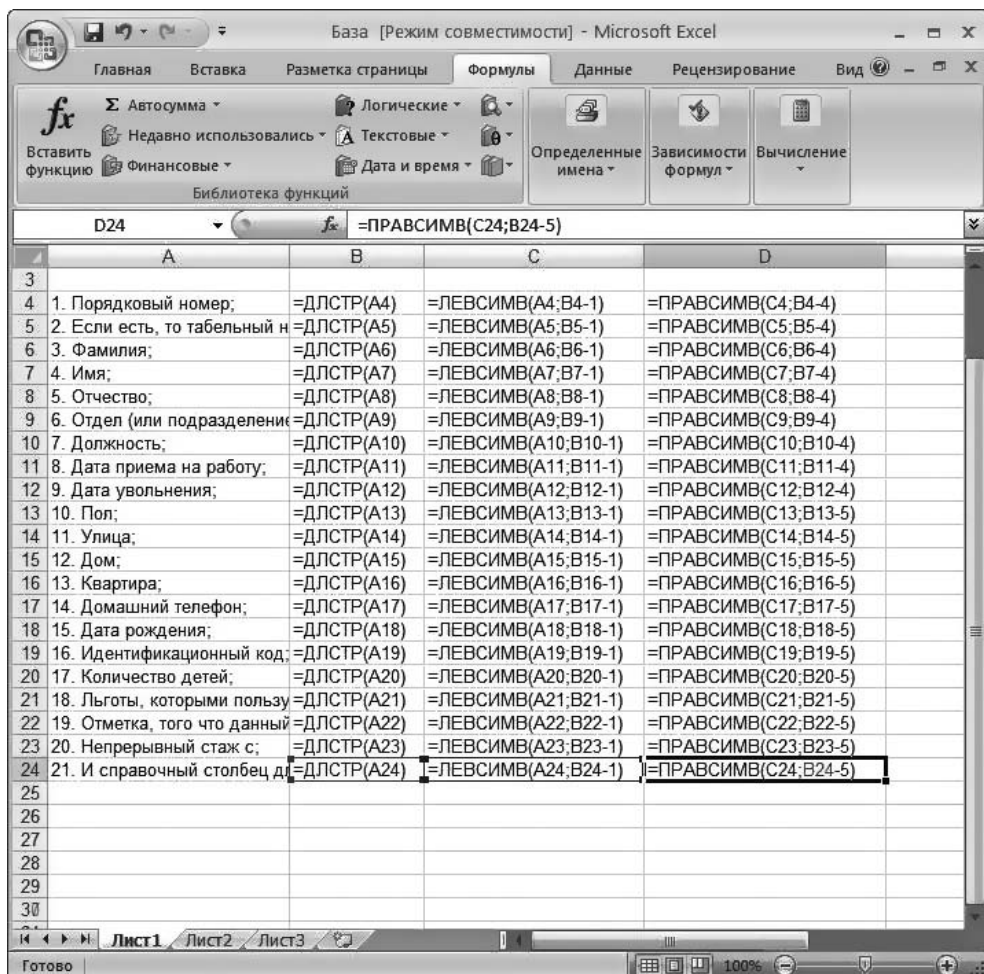 База [Режим совместимости] - Microsoft Excel
Главная Вставка Разметка страницы Формулы Данные Рецензирование Вид
fx Вставить функцию
Σ Автосумма
Недавно использовались
Финансовые
Логические
Текстовые
Дата и время
Определенные имена
Зависимости формул
Вычисление
Библиотека функций
D24 fx =ПРАВСИМВ(C24;B24-5)
A B C D
3
4 1. Порядковый номер; =ДЛСТР(A4) =ЛЕВСИМВ(A4;B4-1) =ПРАВСИМВ(C4;B4-4)
5 2. Если есть, то табельный н =ДЛСТР(A5) =ЛЕВСИМВ(A5;B5-1) =ПРАВСИМВ(C5;B5-4)
6 3. Фамилия; =ДЛСТР(A6) =ЛЕВСИМВ(A6;B6-1) =ПРАВСИМВ(C6;B6-4)
7 4. Имя; =ДЛСТР(A7) =ЛЕВСИМВ(A7;B7-1) =ПРАВСИМВ(C7;B7-4)
8 5. Отчество; =ДЛСТР(A8) =ЛЕВСИМВ(A8;B8-1) =ПРАВСИМВ(C8;B8-4)
9 6. Отдел (или подразделение =ДЛСТР(A9) =ЛЕВСИМВ(A9;B9-1) =ПРАВСИМВ(C9;B9-4)
10 7. Должность; =ДЛСТР(A10) =ЛЕВСИМВ(A10;B10-1) =ПРАВСИМВ(C10;B10-4)
11 8. Дата приема на работу; =ДЛСТР(A11) =ЛЕВСИМВ(A11;B11-1) =ПРАВСИМВ(C11;B11-4)
12 9. Дата увольнения; =ДЛСТР(A12) =ЛЕВСИМВ(A12;B12-1) =ПРАВСИМВ(C12;B12-4)
13 10. Пол; =ДЛСТР(A13) =ЛЕВСИМВ(A13;B13-1) =ПРАВСИМВ(C13;B13-5)
14 11. Улица; =ДЛСТР(A14) =ЛЕВСИМВ(A14;B14-1) =ПРАВСИМВ(C14;B14-5)
15 12. Дом; =ДЛСТР(A15) =ЛЕВСИМВ(A15;B15-1) =ПРАВСИМВ(C15;B15-5)
16 13. Квартира; =ДЛСТР(A16) =ЛЕВСИМВ(A16;B16-1) =ПРАВСИМВ(C16;B16-5)
17 14. Домашний телефон; =ДЛСТР(A17) =ЛЕВСИМВ(A17;B17-1) =ПРАВСИМВ(C17;B17-5)
18 15. Дата рождения; =ДЛСТР(A18) =ЛЕВСИМВ(A18;B18-1) =ПРАВСИМВ(C18;B18-5)
19 16. Идентификационный код; =ДЛСТР(A19) =ЛЕВСИМВ(A19;B19-1) =ПРАВСИМВ(C19;B19-5)
20 17. Количество детей; =ДЛСТР(A20) =ЛЕВСИМВ(A20;B20-1) =ПРАВСИМВ(C20;B20-5)
21 18. Льготы, которыми пользу =ДЛСТР(A21) =ЛЕВСИМВ(A21;B21-1) =ПРАВСИМВ(C21;B21-5)
22 19. Отметка, того что данный =ДЛСТР(A22) =ЛЕВСИМВ(A22;B22-1) =ПРАВСИМВ(C22;B22-5)
23 20. Непрерывный стаж с; =ДЛСТР(A23) =ЛЕВСИМВ(A23;B23-1) =ПРАВСИМВ(C23;B23-5)
24 21. И справочный столбец д =ДЛСТР(A24) =ЛЕВСИМВ(A24;B24-1) =ПРАВСИМВ(C24;B24-5)
25
26
27
28
29
30
Лист1 Лист2 Лист3
Готово 100%